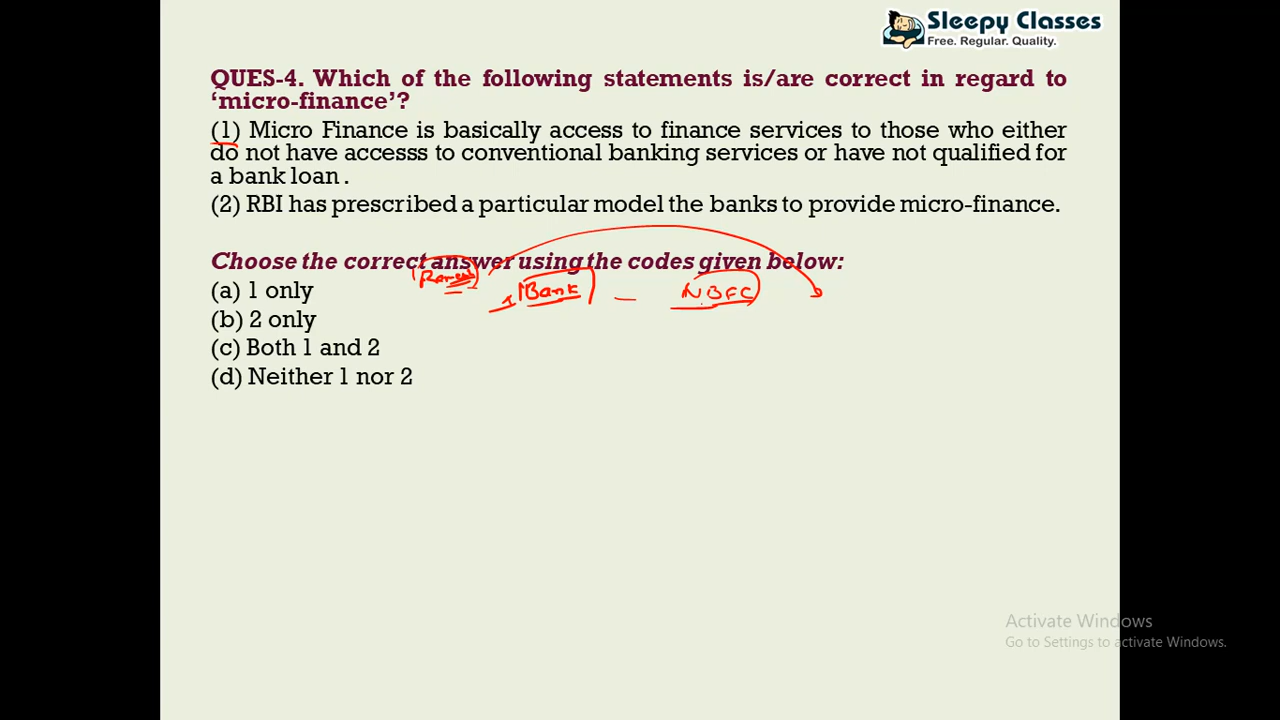 Sleepy Classes
Free. Regular. Quality.
QUES-4. Which of the following statements is/are correct in regard to
‘micro-finance’?
(1) Micro Finance is basically access to finance services to those who either
do not have accesss to conventional banking services or have not qualified for
a bank loan .
(2) RBI has prescribed a particular model the banks to provide micro-finance.
Choose the correct answer using the codes given below:
(a) 1 only
Bank – NBFC
(b) 2 only
(c) Both 1 and 2
(d) Neither 1 nor 2
Activate Windows
Go to Settings to activate Windows.